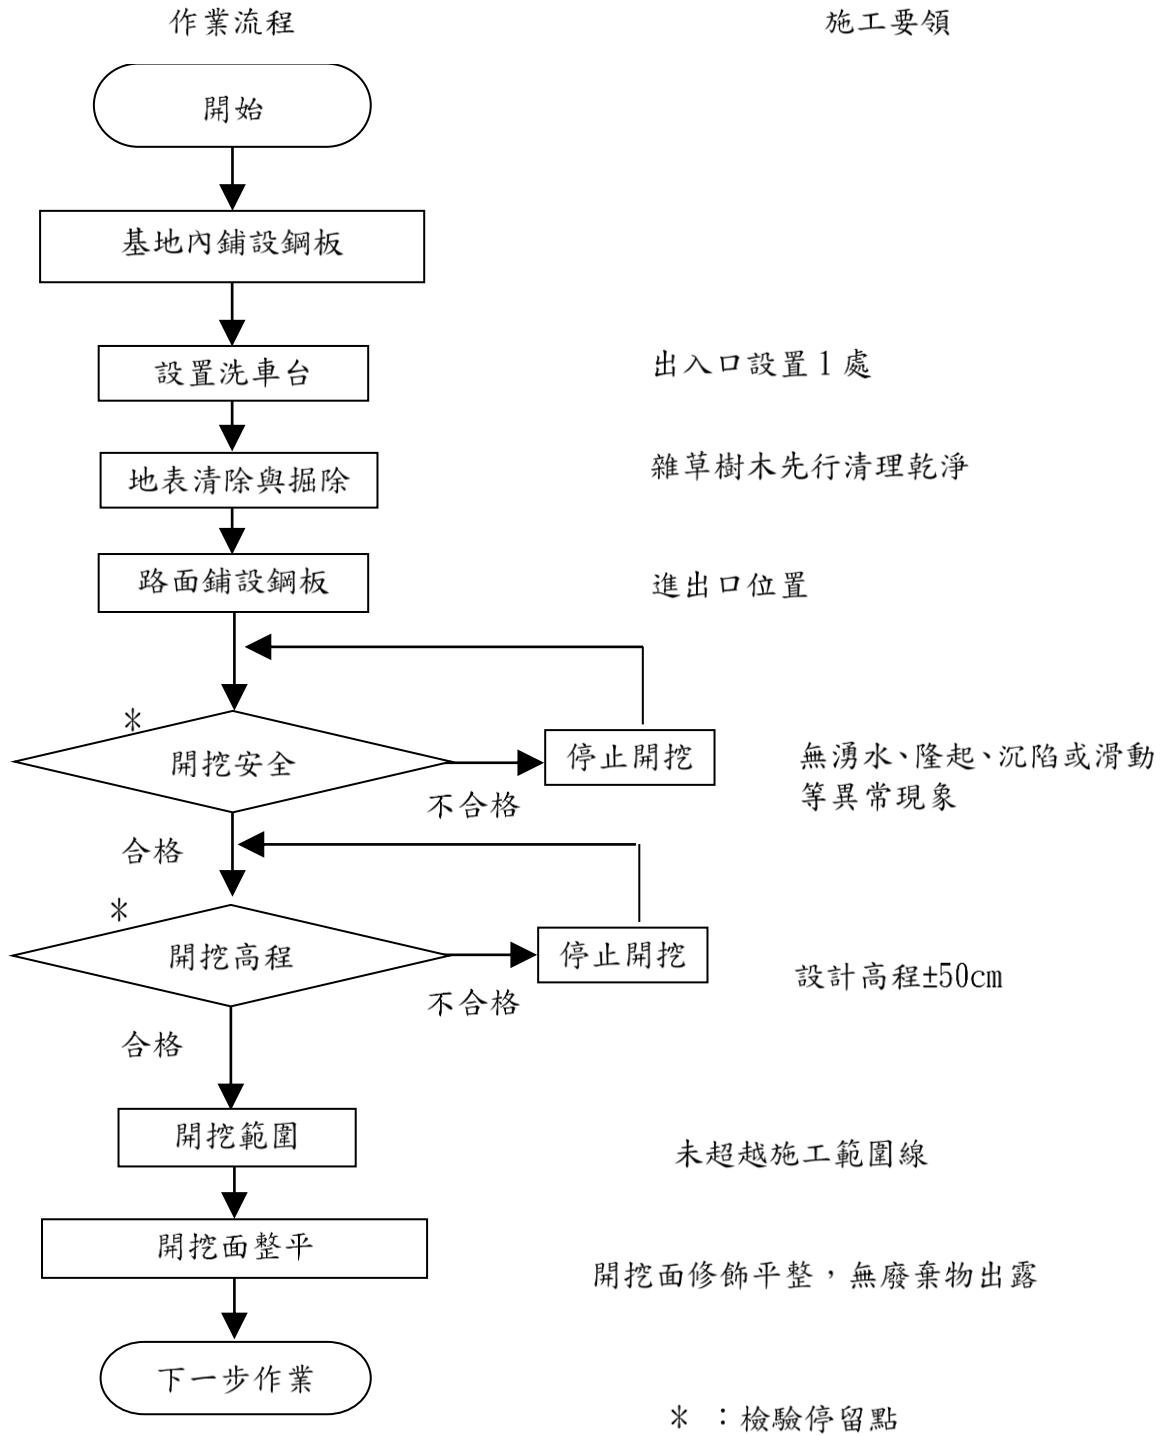 作業流程
施工要領
開始
基地內鋪設鋼板
設置洗車台
出入口設置1處
地表清除與掘除
雜草樹木先行清理乾淨
路面鋪設鋼板
進出口位置
＊
開挖安全
不合格
停止開挖
無湧水、隆起、沉陷或滑動
等異常現象
合格
＊
開挖高程
不合格
停止開挖
設計高程±50cm
合格
開挖範圍
未超越施工範圍線
開挖面整平
開挖面修飾平整，無廢棄物出露
下一步作業
＊ ：檢驗停留點